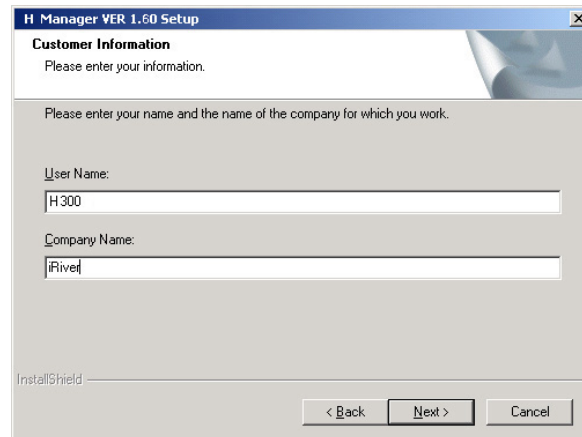 H Manager VER 1.60 Setup
Customer Information
Please enter your information.
Please enter your name and the name of the company for which you work.
User Name:
H300
Company Name:
iRiver
InstallShield
< Back Next > Cancel